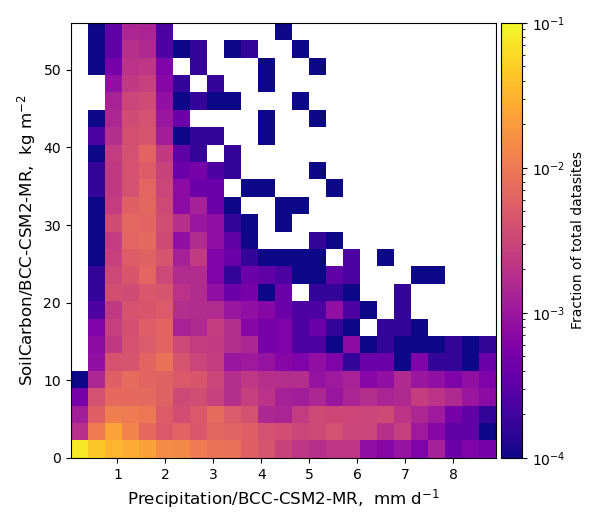 SoilCarbon/BCC-CSM2-MR, kg m⁻²
50
40
30
20
10
0
1 2 3 4 5 6 7 8
Precipitation/BCC-CSM2-MR, mm d⁻¹
10⁻¹
10⁻²
10⁻³
10⁻⁴
Fraction of total datasites